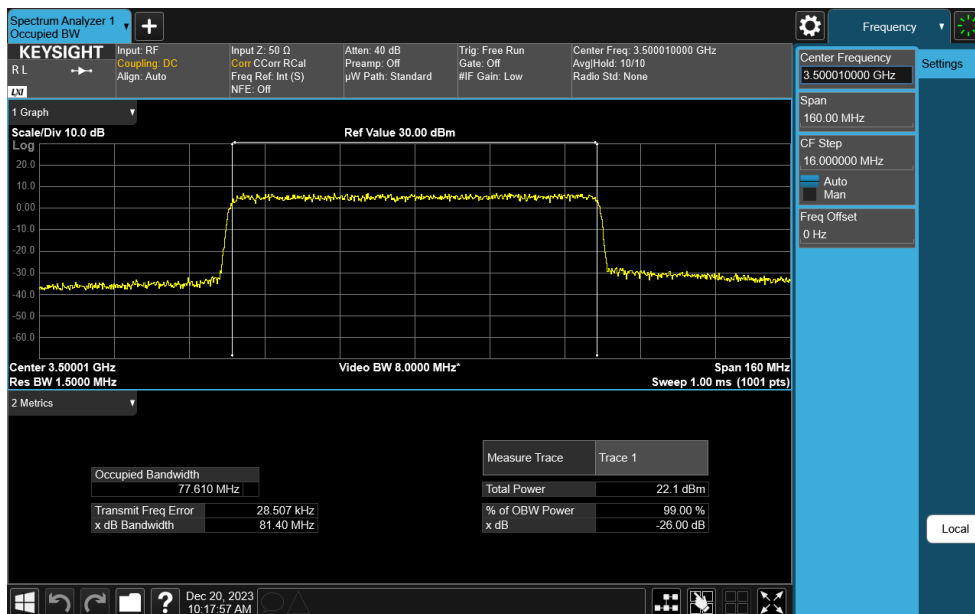 Spectrum Analyzer 1
Occupied BW
+
Frequency
KEYSIGHT
R L
LXI
Input: RF
Coupling: DC
Align: Auto
Input Z: 50 Ω
Corr CCorr RCal
Freq Ref: Int (S)
NFE: Off
Atten: 40 dB
Preamp: Off
µW Path: Standard
Trig: Free Run
Gate: Off
#IF Gain: Low
Center Freq: 3.500010000 GHz
Avg|Hold: 10/10
Radio Std: None
Center Frequency
3.500010000 GHz
Settings
Span
160.00 MHz
CF Step
16.000000 MHz
Auto
Man
Freq Offset
0 Hz
Local
1 Graph
Scale/Div 10.0 dB
Ref Value 30.00 dBm
Log
20.0
10.0
0.00
-10.0
-20.0
-30.0
-40.0
-50.0
-60.0
Center 3.50001 GHz
Video BW 8.0000 MHz*
Span 160 MHz
Res BW 1.5000 MHz
Sweep 1.00 ms (1001 pts)
2 Metrics
Measure Trace Trace 1
Occupied Bandwidth
77.610 MHz
Total Power 22.1 dBm
Transmit Freq Error 28.507 kHz
% of OBW Power 99.00 %
x dB Bandwidth 81.40 MHz
x dB -26.00 dB
?
Dec 20, 2023
10:17:57 AM